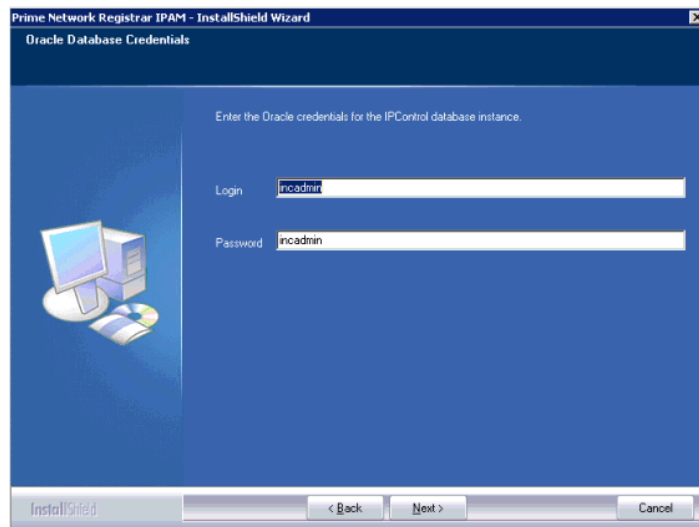 Prime Network Registrar IPAM - InstallShield Wizard
Oracle Database Credentials
Enter the Oracle credentials for the IPControl database instance.
Login incadmin
Password incadmin
InstallShield
< Back Next > Cancel